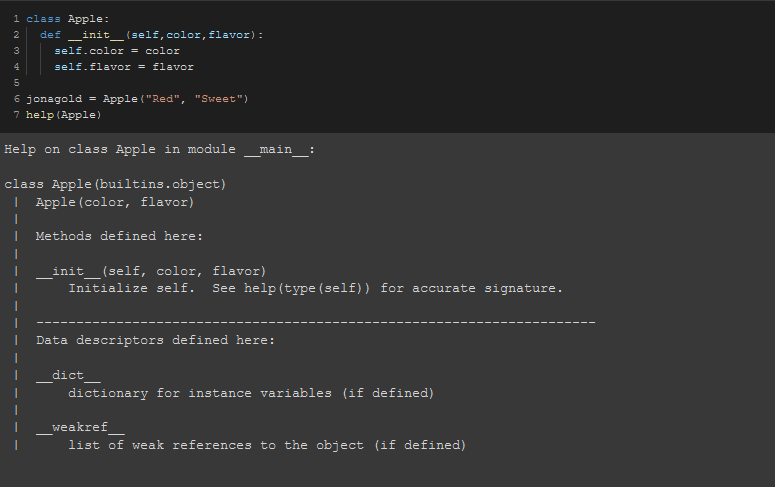 1 class Apple:
2   def __init__(self,color,flavor):
3     self.color = color
4     self.flavor = flavor
5
6 jonagold = Apple("Red", "Sweet")
7 help(Apple)
Help on class Apple in module __main__:
class Apple(builtins.object)
 |  Apple(color, flavor)
 |
 |  Methods defined here:
 |
 |  __init__(self, color, flavor)
 |      Initialize self.  See help(type(self)) for accurate signature.
 |
 |  ----------------------------------------------------------------------
 |  Data descriptors defined here:
 |
 |  __dict__
 |      dictionary for instance variables (if defined)
 |
 |  __weakref__
 |      list of weak references to the object (if defined)